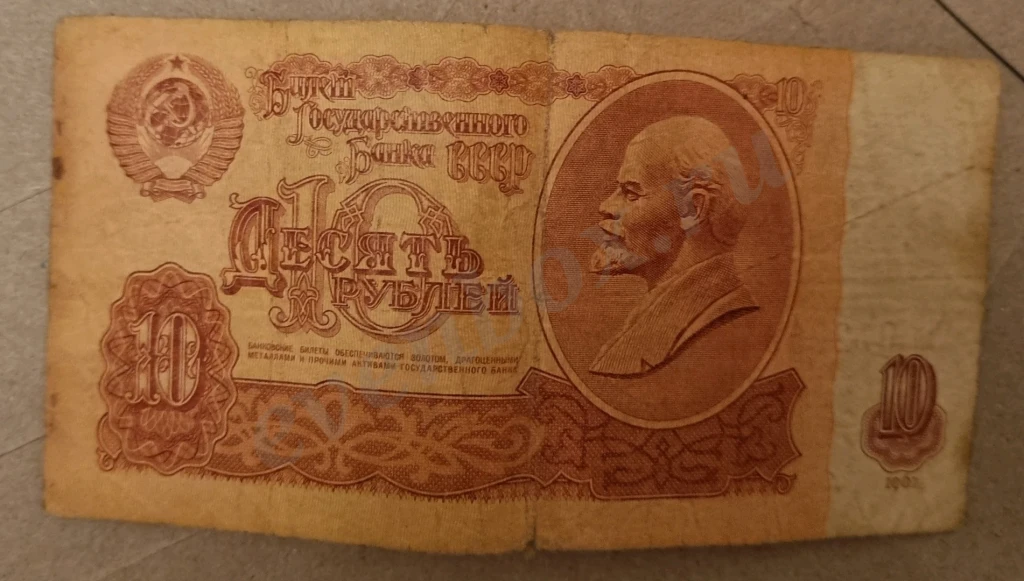 Билет
Государственного
Банка СССР
10
10
Десять
рублей
БАНКОВСКИЕ БИЛЕТЫ ОБЕСПЕЧИВАЮТСЯ ЗОЛОТОМ, ДРАГОЦЕННЫМИ
МЕТАЛЛАМИ И ПРОЧИМИ АКТИВАМИ ГОСУДАРСТВЕННОГО БАНКА
10
10